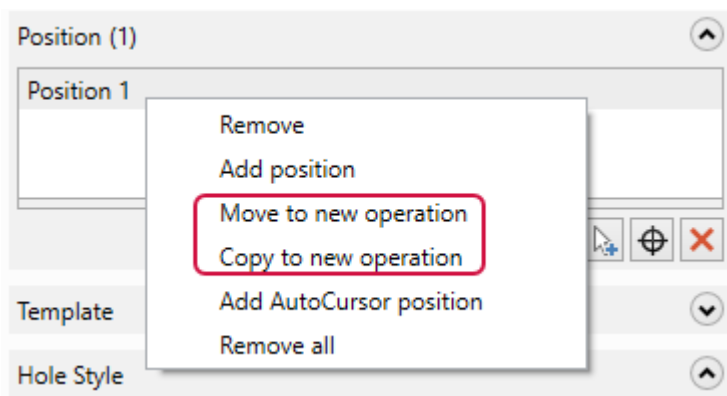 Position (1)
Position 1
Remove
Add position
Move to new operation
Copy to new operation
Add AutoCursor position
Remove all
Template
Hole Style